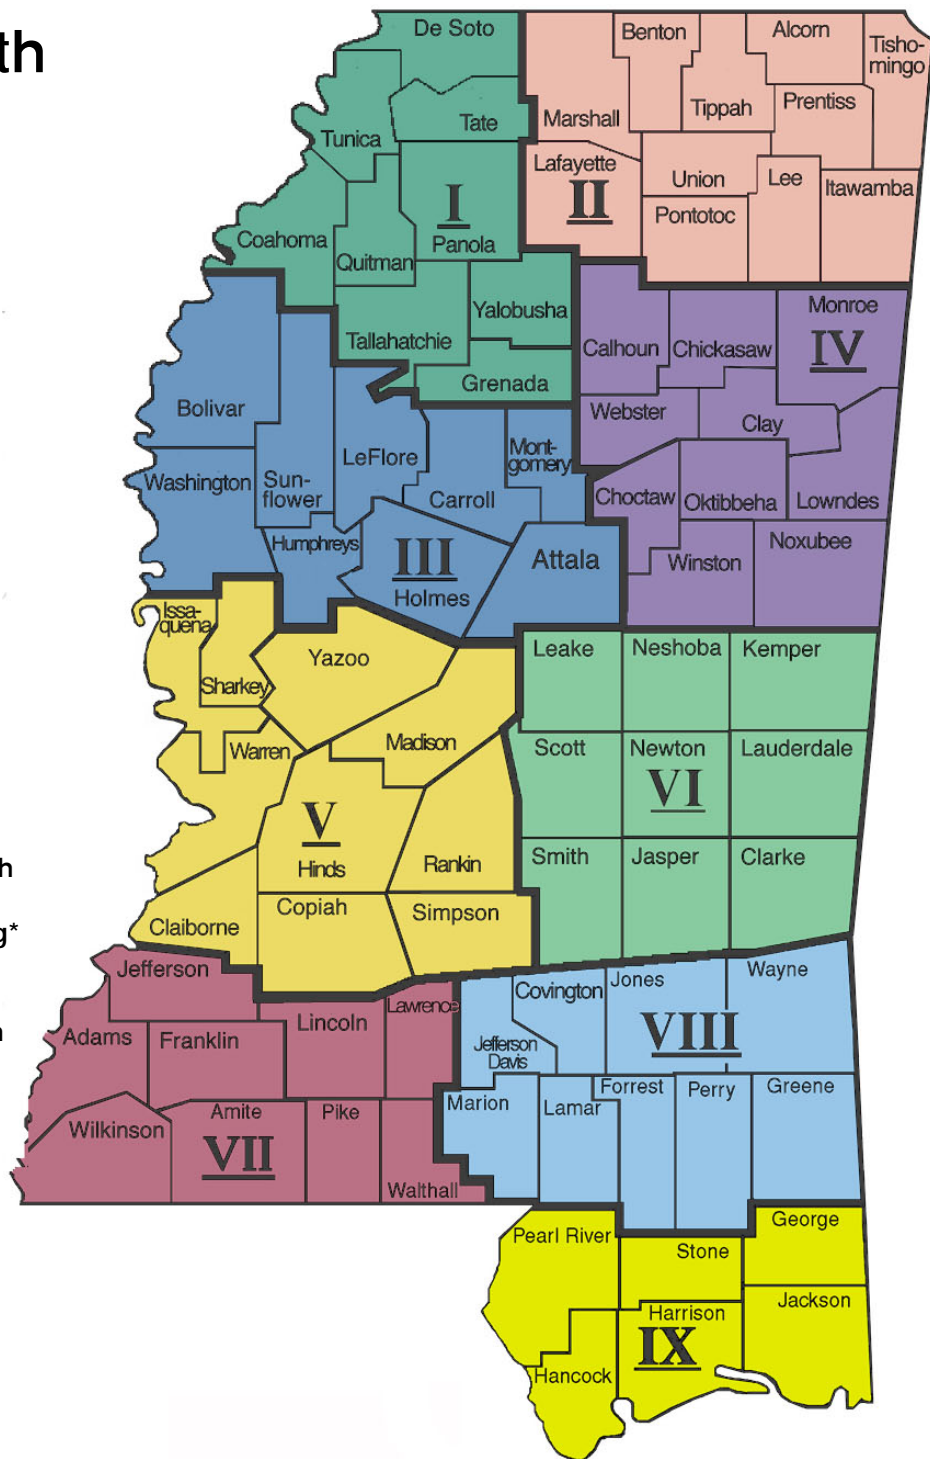 th
De Soto
Benton
Alcorn
Tisho-
mingo
Marshall
Tippah
Prentiss
Tunica
Tate
Lafayette
Union
Lee
Itawamba
I
II
Pontotoc
Coahoma
Panola
Quitman
Yalobusha
Tallahatchie
Grenada
Monroe
IV
Calhoun
Chickasaw
Webster
Clay
Bolivar
Mont-
gomery
LeFlore
Washington
Sun-
flower
Carroll
Choctaw
Oktibbeha
Lowndes
Humphreys
III
Holmes
Attala
Winston
Noxubee
Issa-
quena
Yazoo
Sharkey
Leake
Neshoba
Kemper
Warren
Madison
Scott
Newton
Lauderdale
VI
V
Hinds
Rankin
Smith
Jasper
Clarke
h
Copiah
Simpson
Claiborne
g*
Jefferson
Lawrence
Covington
Jones
Wayne
Lincoln
Adams
Franklin
Jefferson
Davis
VIII
n
Amite
Pike
Marion
Lamar
Forrest
Perry
Greene
Wilkinson
VII
Walthall
Pearl River
Stone
George
Jackson
Harrison
IX
Hancock